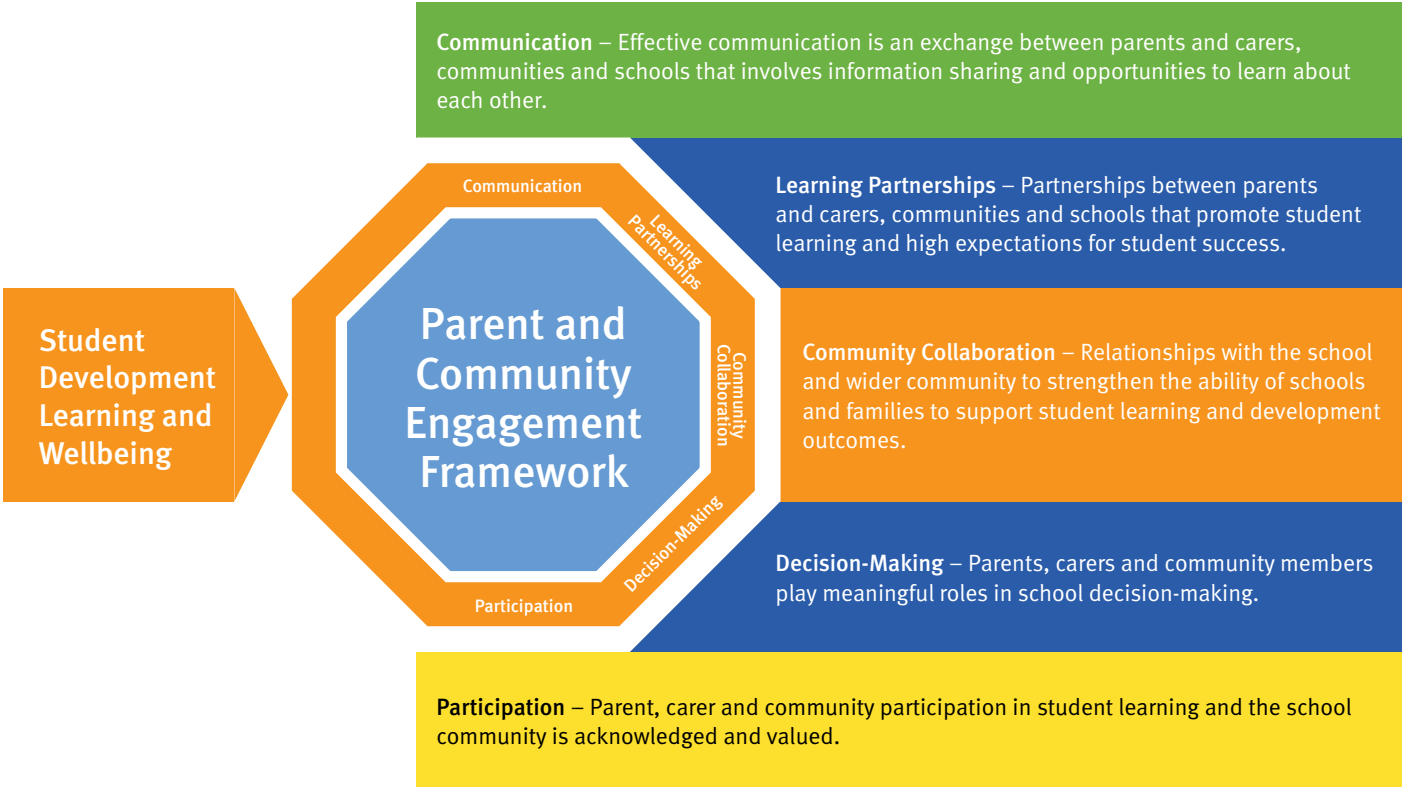 Communication – Effective communication is an exchange between parents and carers,
communities and schools that involves information sharing and opportunities to learn about
each other.
Learning Partnerships – Partnerships between parents
and carers, communities and schools that promote student
learning and high expectations for student success.
Community Collaboration – Relationships with the school
and wider community to strengthen the ability of schools
and families to support student learning and development
outcomes.
Decision-Making – Parents, carers and community members
play meaningful roles in school decision-making.
Participation – Parent, carer and community participation in student learning and the school
community is acknowledged and valued.
Student
Development
Learning and
Wellbeing
Communication
Learning
Partnerships
Community
Collaboration
Decision-Making
Participation
Parent and
Community
Engagement
Framework